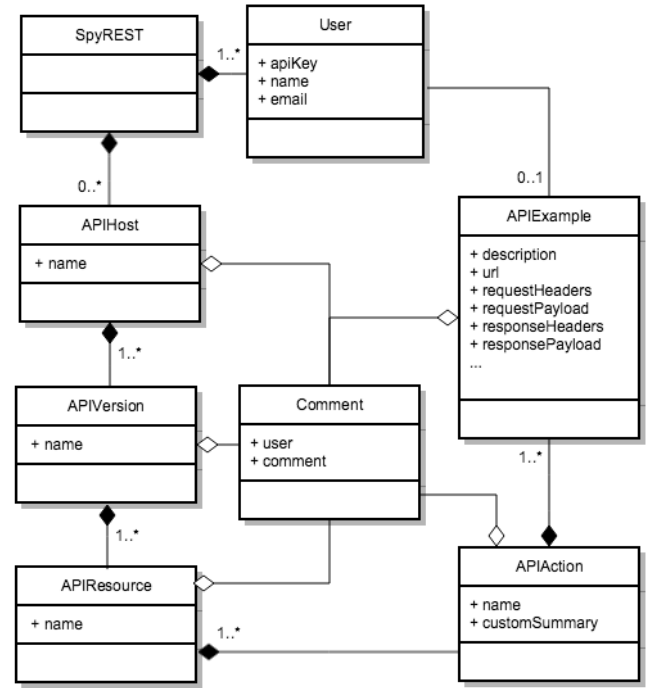 SpyREST
1..*
User
+ apiKey
+ name
+ email
0..*
0..1
APIHost
+ name
APIExample
+ description
+ url
+ requestHeaders
+ requestPayload
+ responseHeaders
+ responsePayload
...
1..*
APIVersion
+ name
Comment
+ user
+ comment
1..*
1..*
APIResource
+ name
APIAction
+ name
+ customSummary
1..*